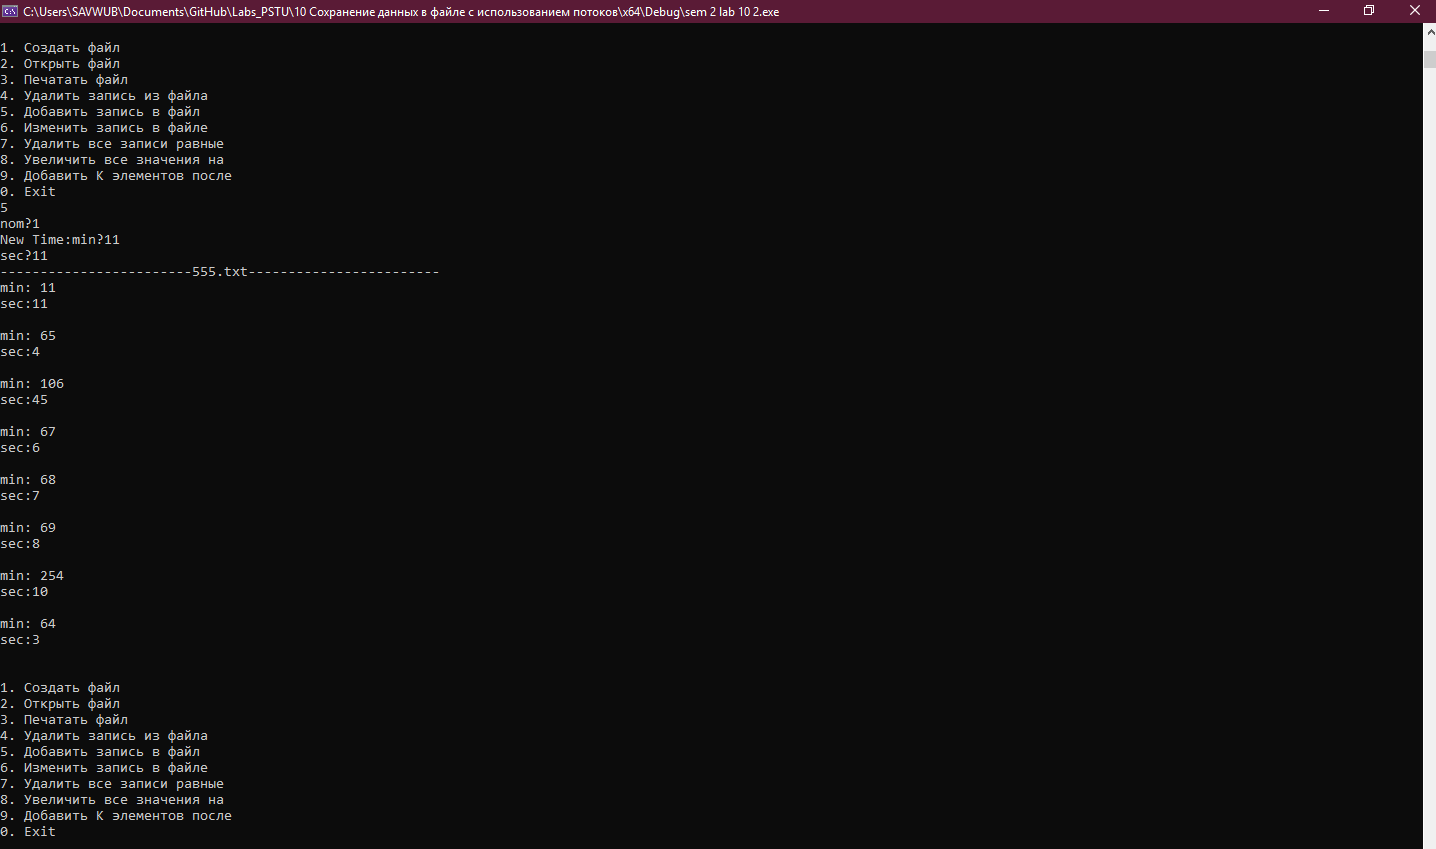 C:\Users\SAVWUB\Documents\GitHub\Labs_PSTU\10 Сохранение данных в файле с использованием потоков\x64\Debug\sem 2 lab 10 2.exe
1. Создать файл
2. Открыть файл
3. Печатать файл
4. Удалить запись из файла
5. Добавить запись в файл
6. Изменить запись в файле
7. Удалить все записи равные
8. Увеличить все значения на
9. Добавить К элементов после
0. Exit
5
nom?1
New Time:min?11
sec?11
------------------------555.txt------------------------
min: 11
sec:11
min: 65
sec:4
min: 106
sec:45
min: 67
sec:6
min: 68
sec:7
min: 69
sec:8
min: 254
sec:10
min: 64
sec:3
1. Создать файл
2. Открыть файл
3. Печатать файл
4. Удалить запись из файла
5. Добавить запись в файл
6. Изменить запись в файле
7. Удалить все записи равные
8. Увеличить все значения на
9. Добавить К элементов после
0. Exit